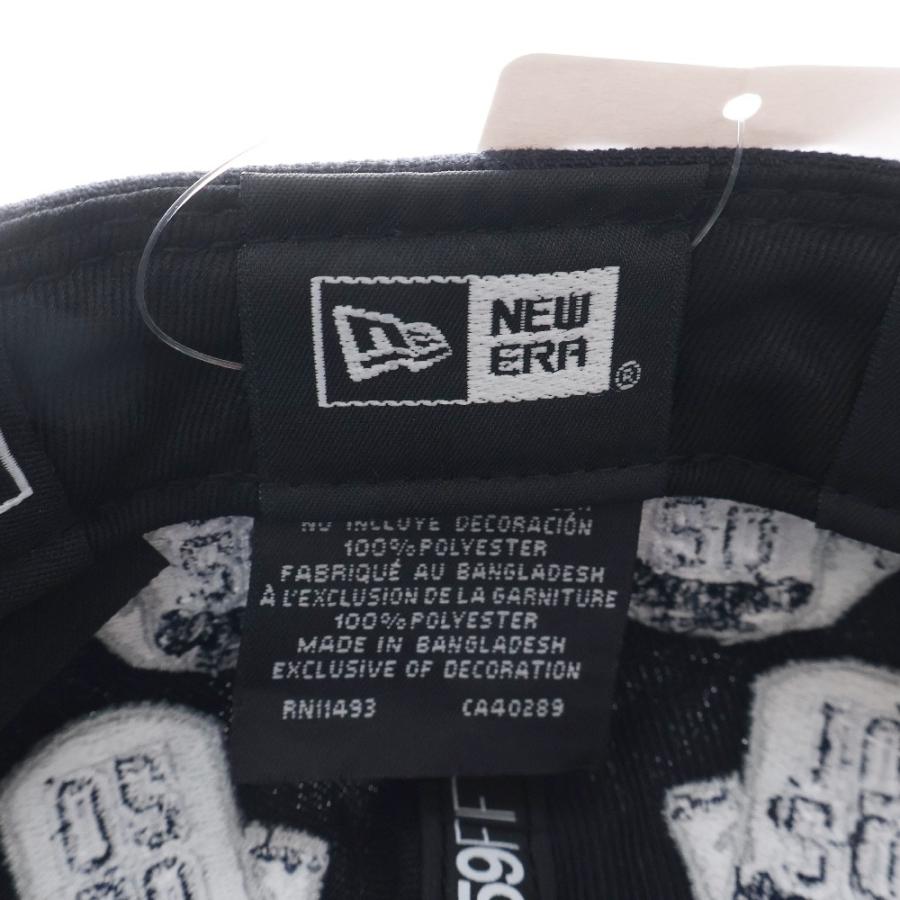 NEW
ERA
®
NO INCLUYE DECORACIÓN
100% POLYESTER
FABRIQUÉ AU BANGLADESH
À L'EXCLUSION DE LA GARNITURE
100% POLYESTER
MADE IN BANGLADESH
EXCLUSIVE OF DECORATION
RN11493 CA40289
59FIF